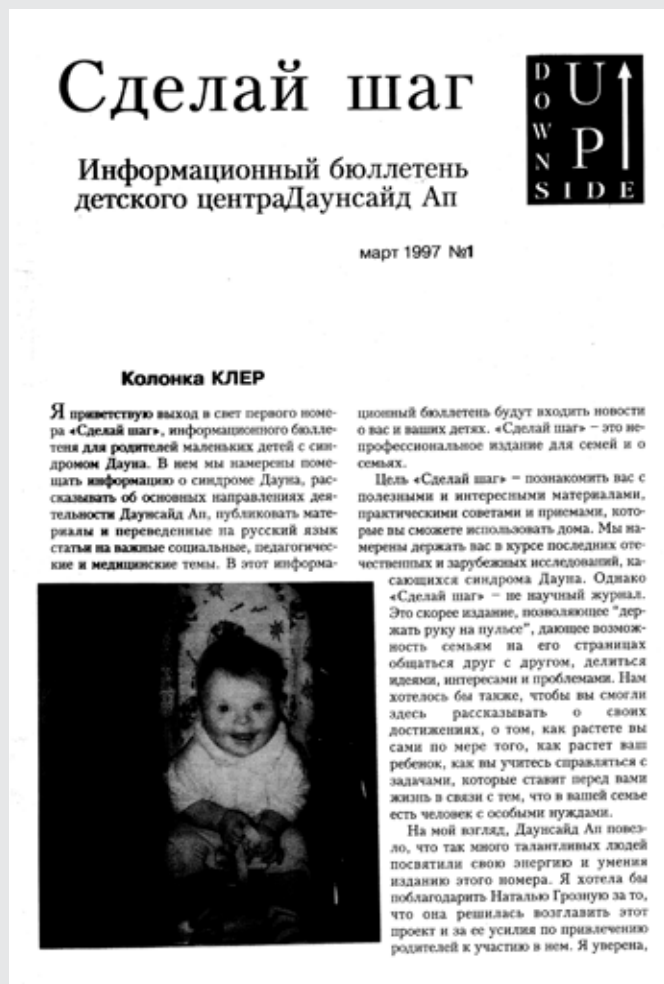 Сделай шаг
Информационный бюллетень
детского центраДаунсайд Ап
DOWN
UP
SIDE
март 1997 №1
Колонка КЛЕР
Я приветствую выход в свет первого номе-
ра «Сделай шаг», информационного бюлле-
теня для родителей маленьких детей с син-
дромом Дауна. В нем мы намерены поме-
щать информацию о синдроме Дауна, рас-
сказывать об основных направлениях дея-
тельности Даунсайд Ап, публиковать мате-
риалы и переведенные на русский язык
статьи на важные социальные, педагогичес-
кие и медицинские темы. В этот информа-
ционный бюллетень будут входить новости
о вас и ваших детях. «Сделай шаг» – это не-
профессиональное издание для семей и о
семьях.
Цель «Сделай шаг» – познакомить вас с
полезными и интересными материалами,
практическими советами и приемами, кото-
рые вы сможете использовать дома. Мы на-
мерены держать вас в курсе последних оте-
чественных и зарубежных исследований, ка-
сающихся синдрома Дауна. Однако
«Сделай шаг» – не научный журнал.
Это скорее издание, позволяющее "дер-
жать руку на пульсе", дающее возмож-
ность семьям на его страницах
общаться друг с другом, делиться
идеями, интересами и проблемами. Нам
хотелось бы также, чтобы вы смогли
здесь рассказывать о своих
достижениях, о том, как растете вы
сами по мере того, как растет ваш
ребенок, как вы учитесь справляться с
задачами, которые ставит перед вами
жизнь в связи с тем, что в вашей семье
есть человек с особыми нуждами.
На мой взгляд, Даунсайд Ап повез-
ло, что так много талантливых людей
посвятили свою энергию и умения
изданию этого номера. Я хотела бы
поблагодарить Наталью Грозную за то,
что она решилась возглавить этот
проект и за ее усилия по привлечению
родителей к участию в нем. Я уверена,